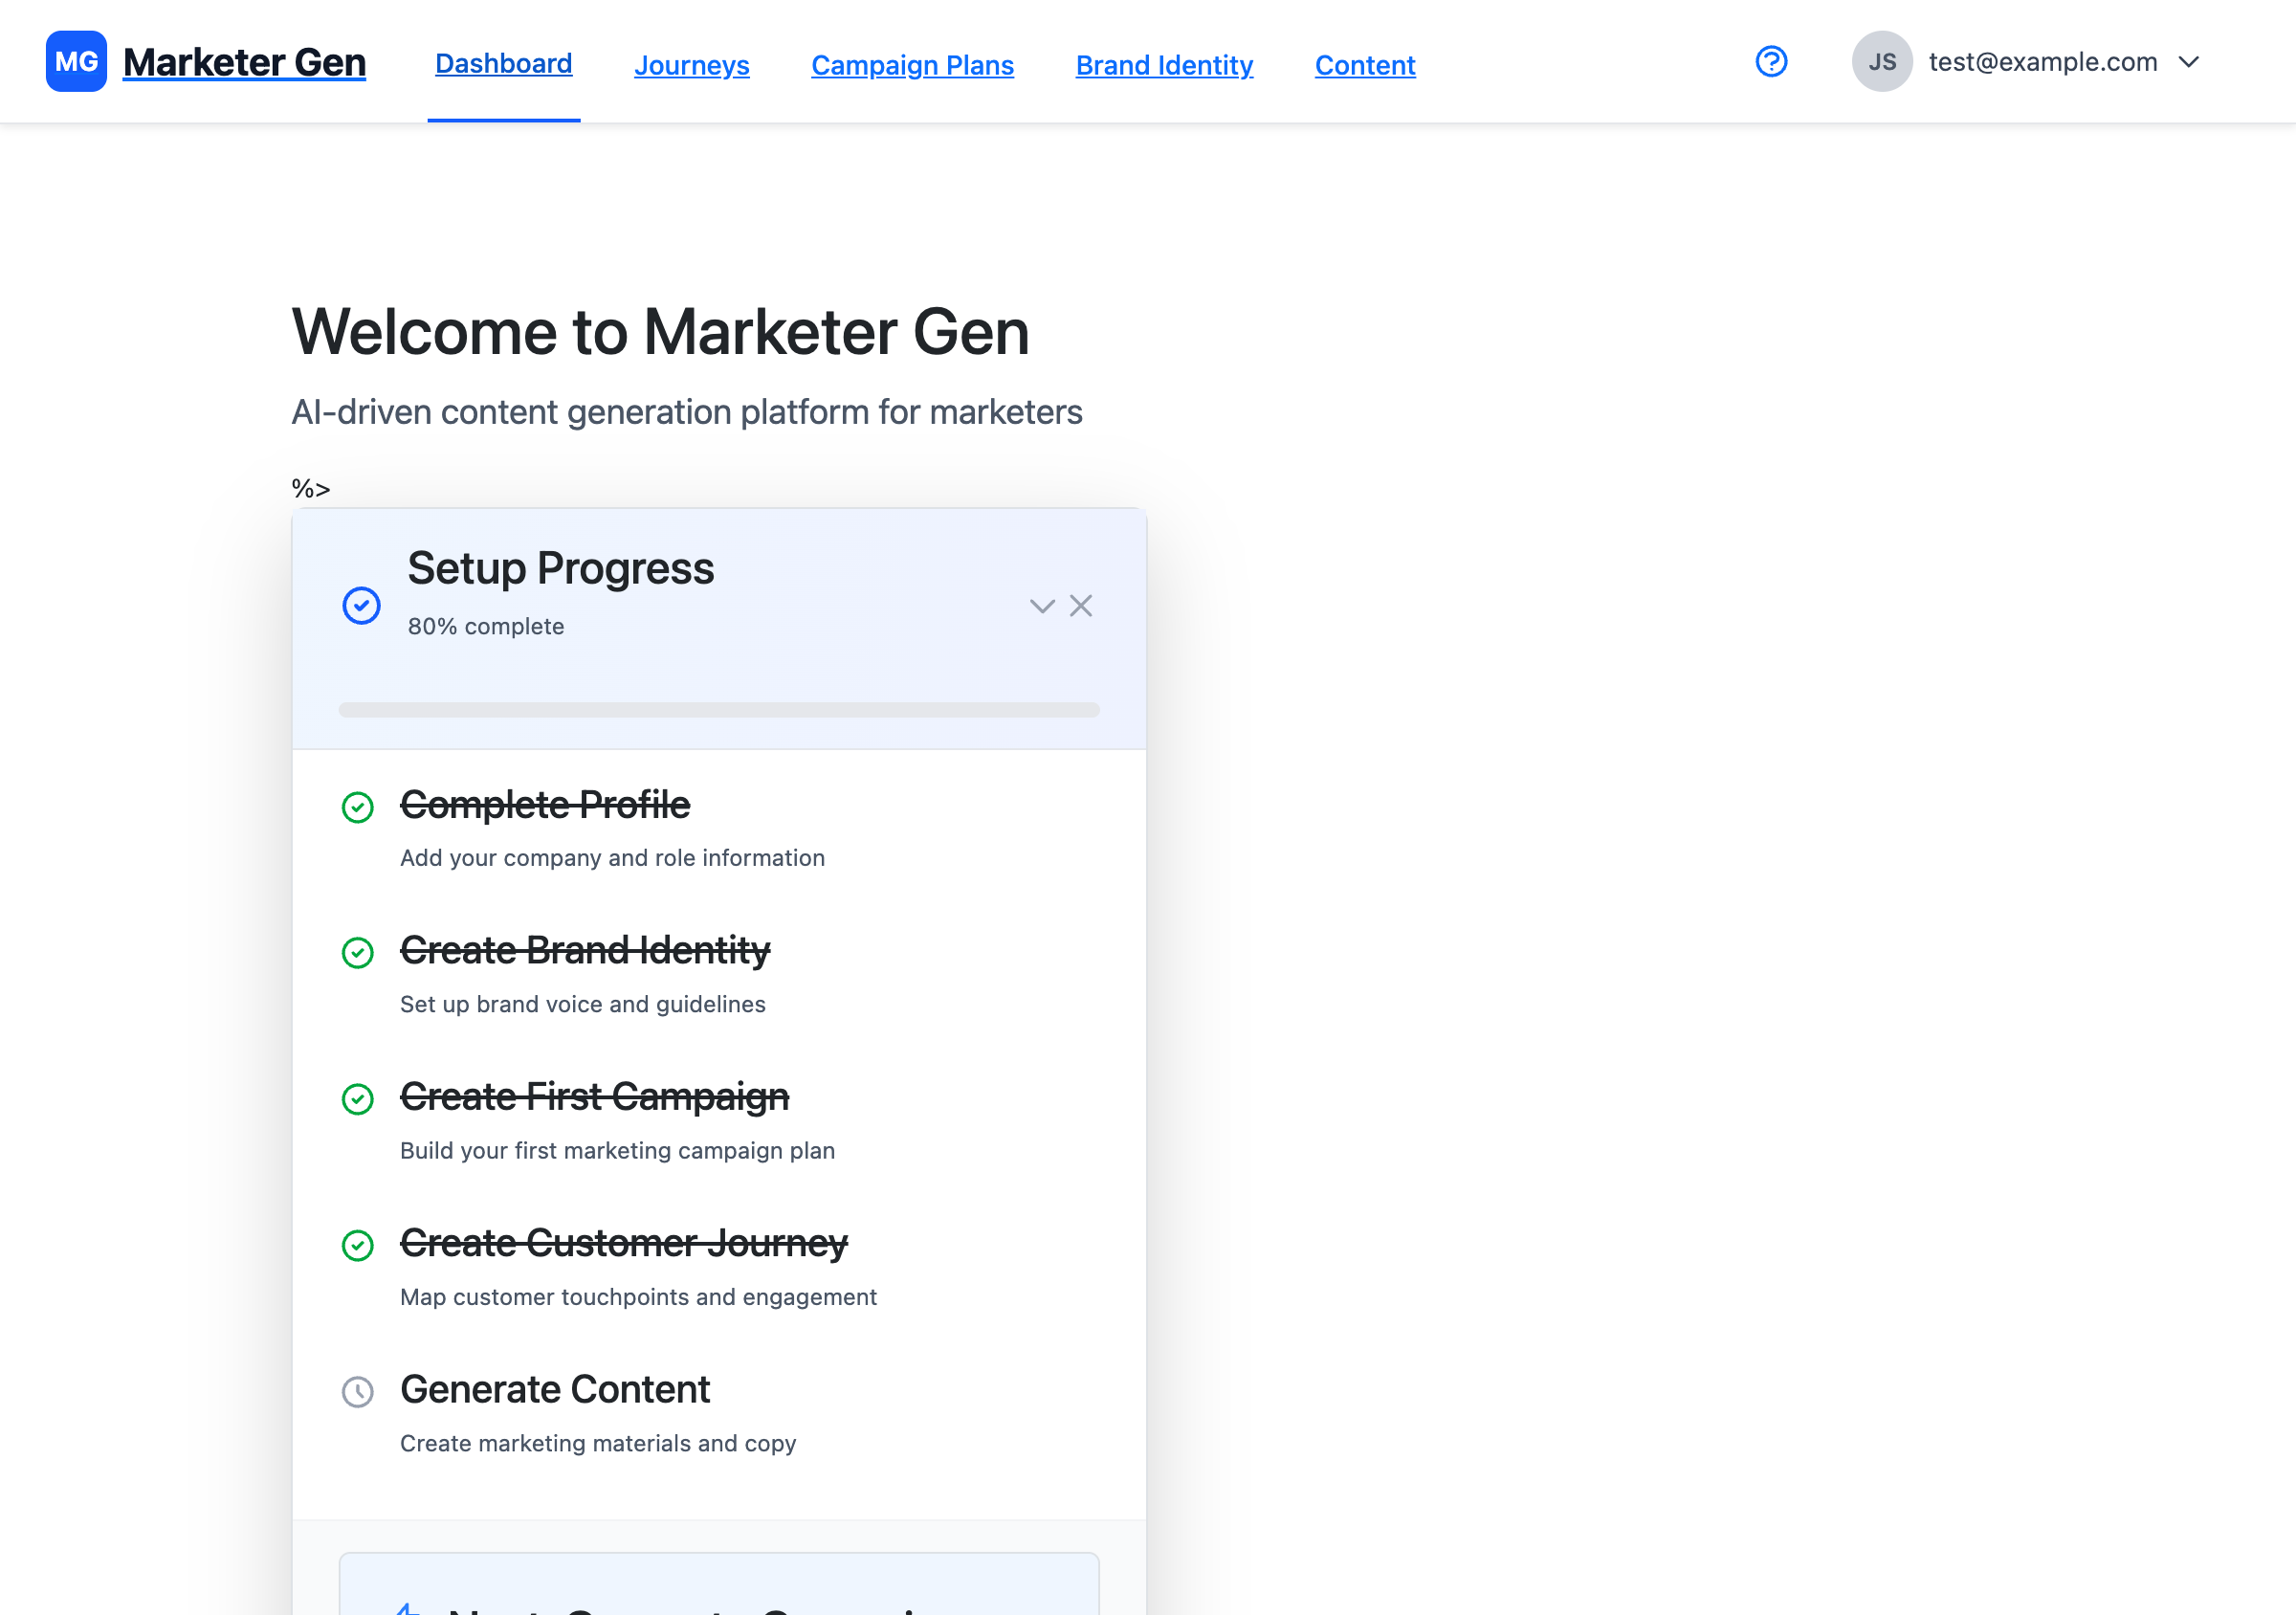 MG Marketer Gen Dashboard Journeys Campaign Plans Brand Identity Content JS test@example.com
Welcome to Marketer Gen
AI-driven content generation platform for marketers
%>
Setup Progress
80% complete
Complete Profile
Add your company and role information
Create Brand Identity
Set up brand voice and guidelines
Create First Campaign
Build your first marketing campaign plan
Create Customer Journey
Map customer touchpoints and engagement
Generate Content
Create marketing materials and copy